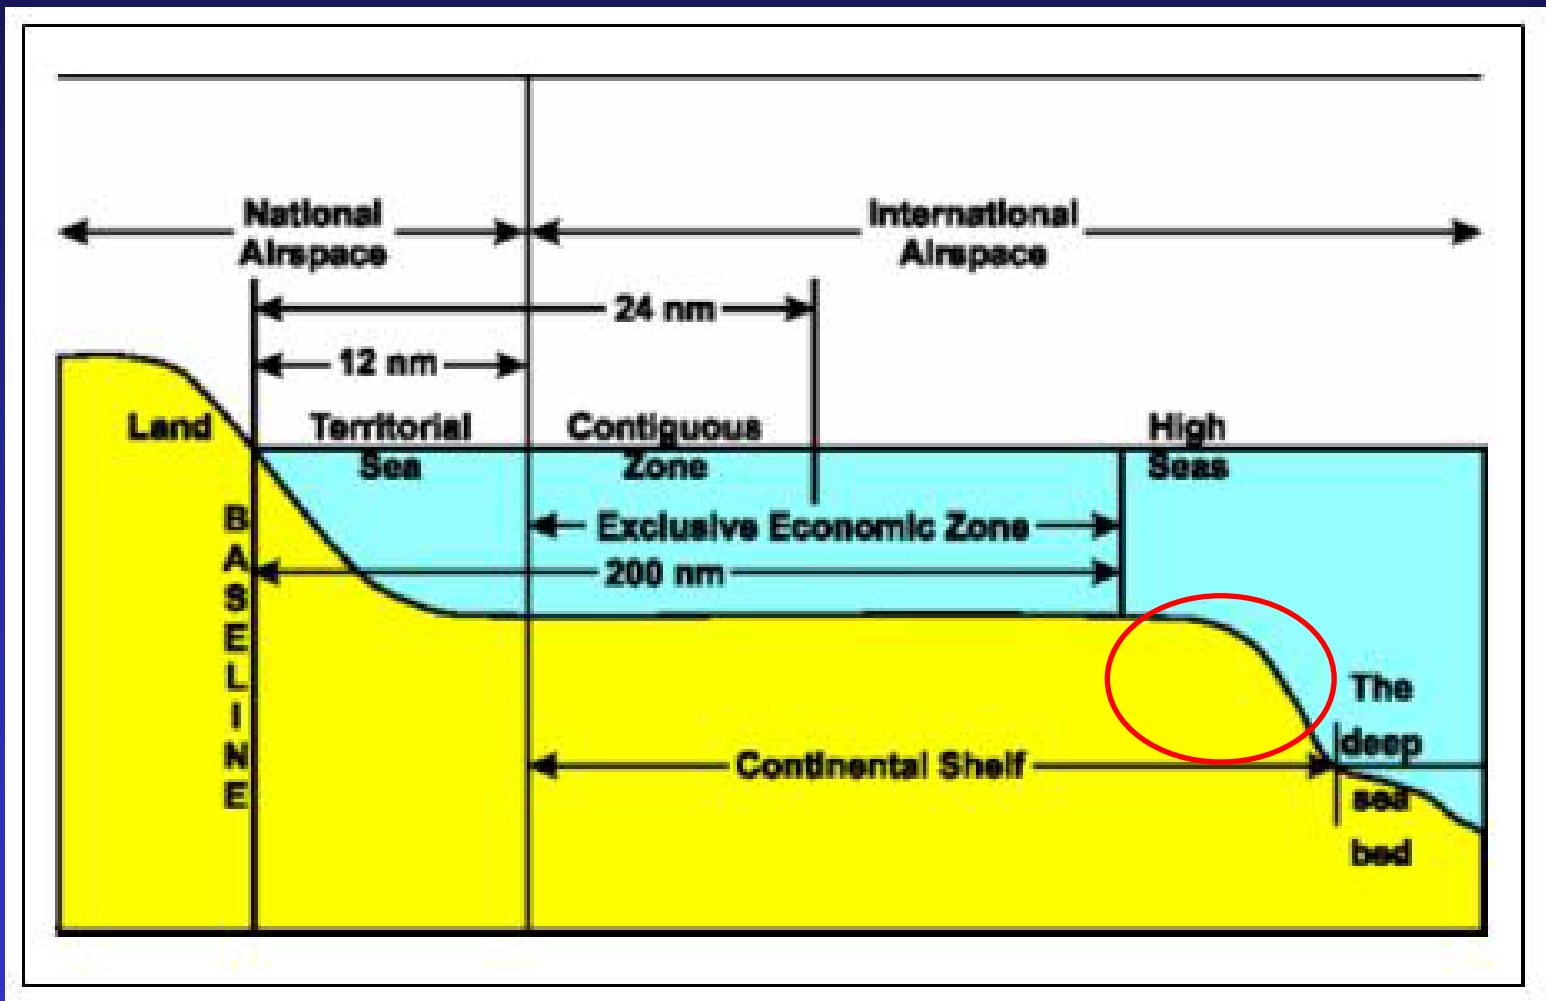 National
Airspace
International
Airspace
24 nm
12 nm
Land
Territorial
Sea
Contiguous
Zone
High
Seas
Exclusive Economic Zone
200 nm
BASELINE
Continental Shelf
The
deep
sea
bed